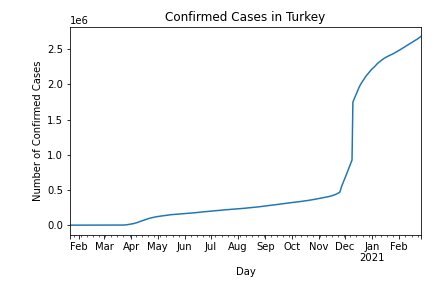 Confirmed Cases in Turkey
1e6
2.5
2.0
1.5
1.0
0.5
0.0
Number of Confirmed Cases
Feb Mar Apr May Jun Jul Aug Sep Oct Nov Dec Jan Feb
2021
Day